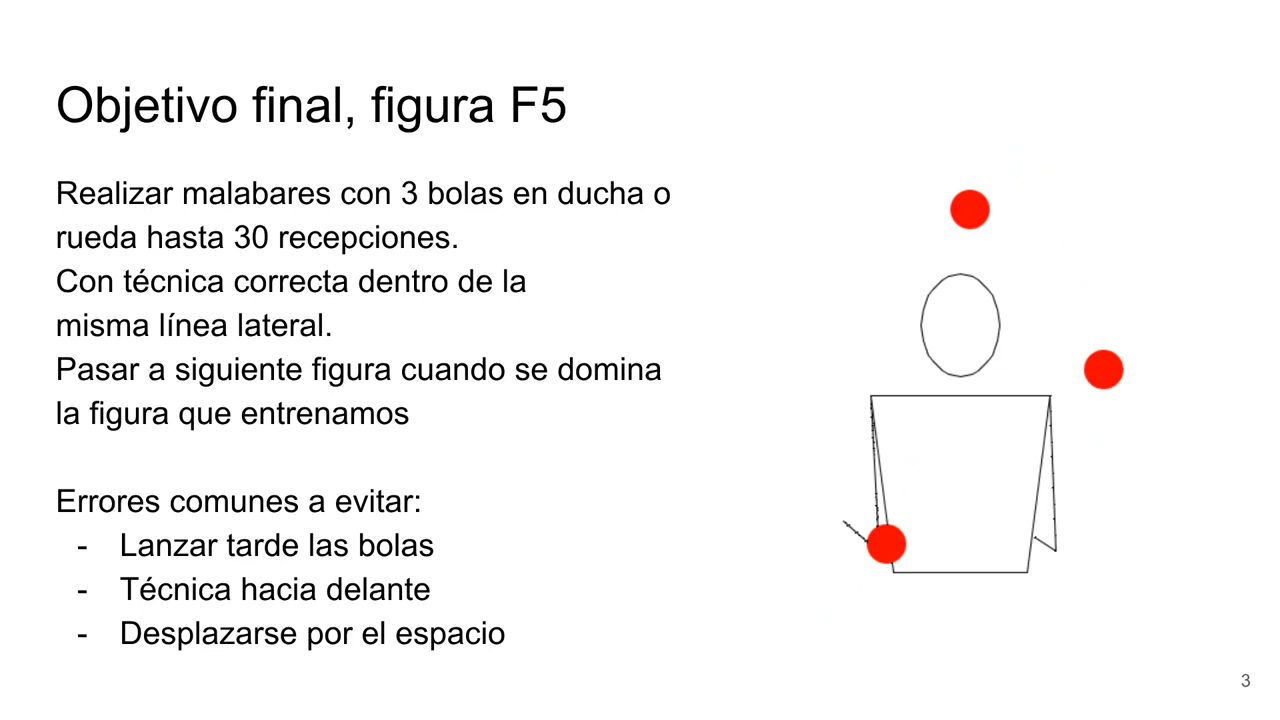 Objetivo final, figura F5
Realizar malabares con 3 bolas en ducha o
rueda hasta 30 recepciones.
Con técnica correcta dentro de la
misma línea lateral.
Pasar a siguiente figura cuando se domina
la figura que entrenamos
Errores comunes a evitar:
- Lanzar tarde las bolas
- Técnica hacia delante
- Desplazarse por el espacio
3